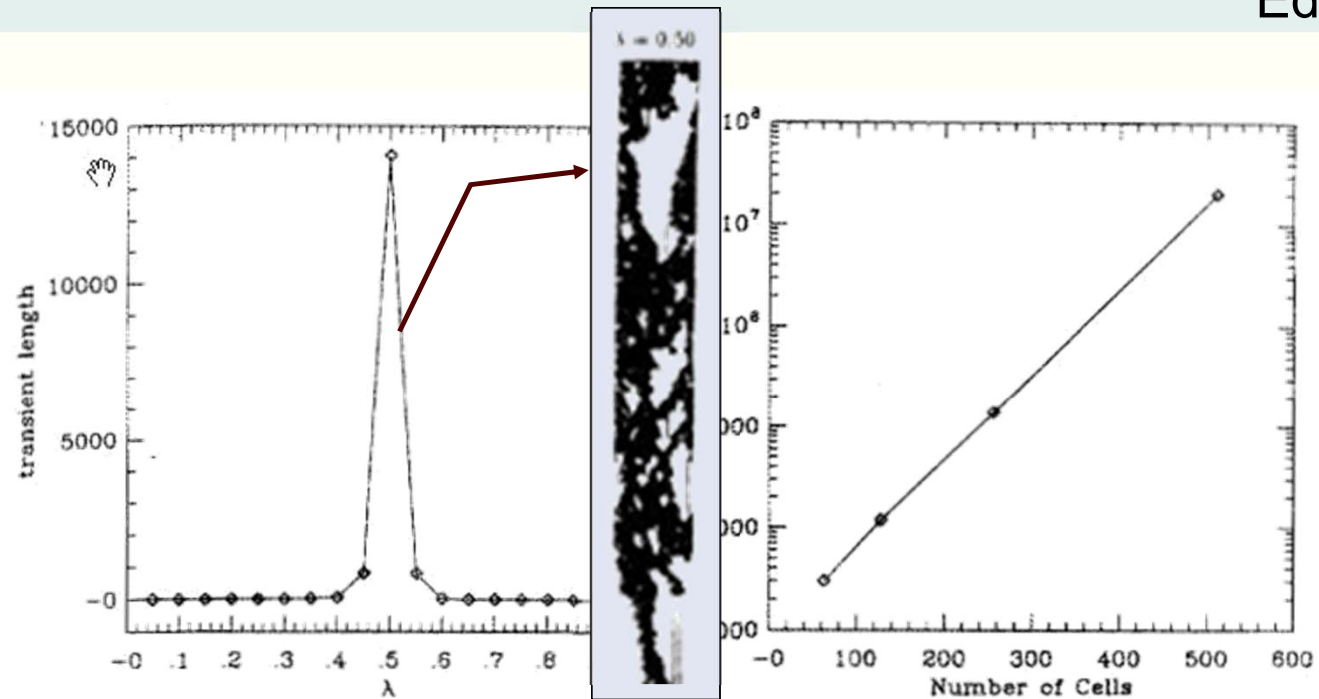 Ed
λ = 0.50
15000
10000
5000
-0
transient length
-0 .1 .2 .3 .4 .5 .6 .7 .8
λ
10⁸
10⁷
10⁶
000
000
000
-0 100 200 300 400 500 600
Number of Cells